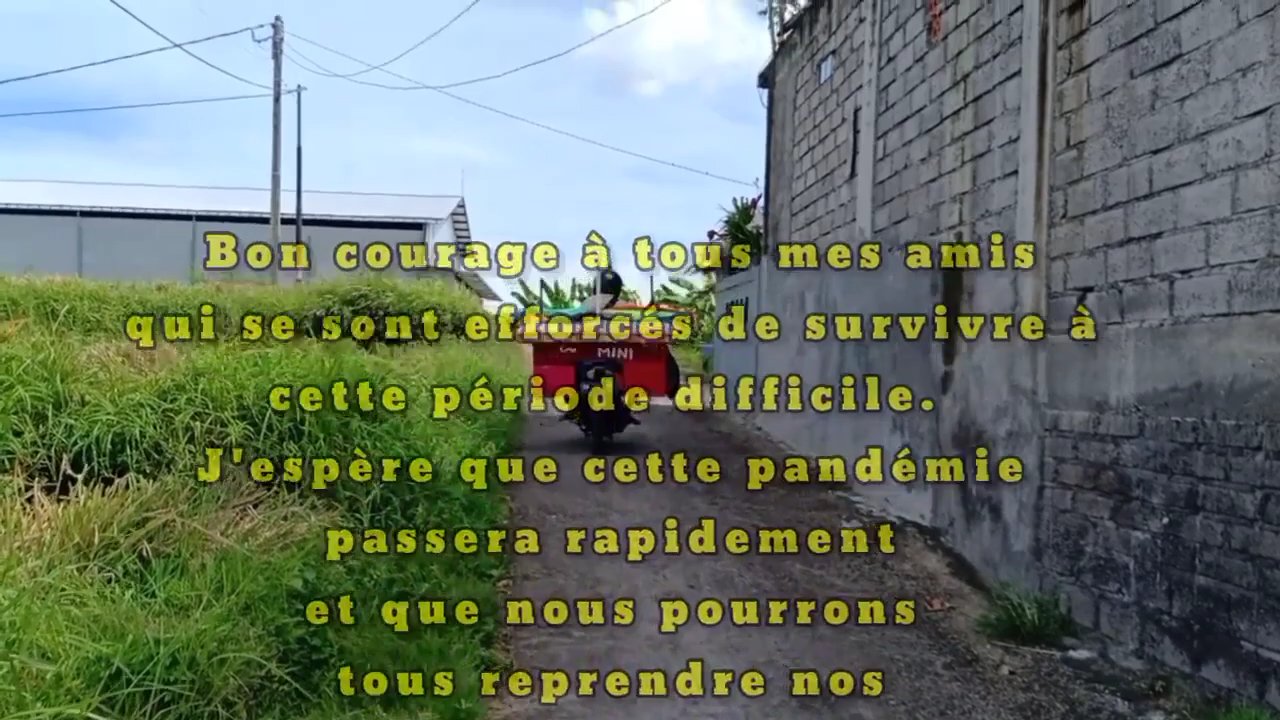 Bon courage à tous mes amis
qui se sont efforcés de survivre à
MINI
cette période difficile.
J'espère que cette pandémie
passera rapidement
et que nous pourrons
tous reprendre nos